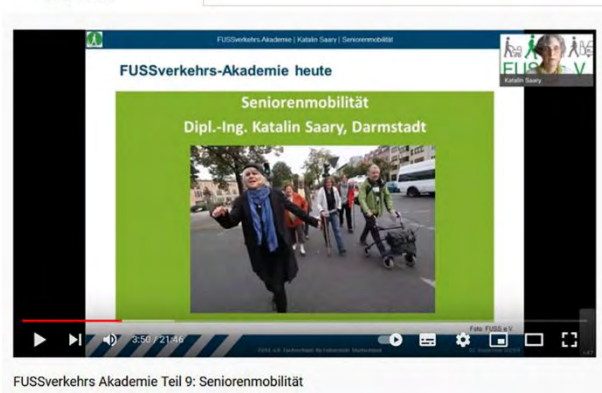 FUSSverkehrs-Akademie | Katalin Saary | Seniorenmobilität
FUSSverkehrs-Akademie heute
FUSS e.V.
Katalin Saary
Seniorenmobilität
Dipl.-Ing. Katalin Saary, Darmstadt
Foto: FUSS e.V.
3:50 / 21:46
FUSSverkehrs Akademie Teil 9: Seniorenmobilität